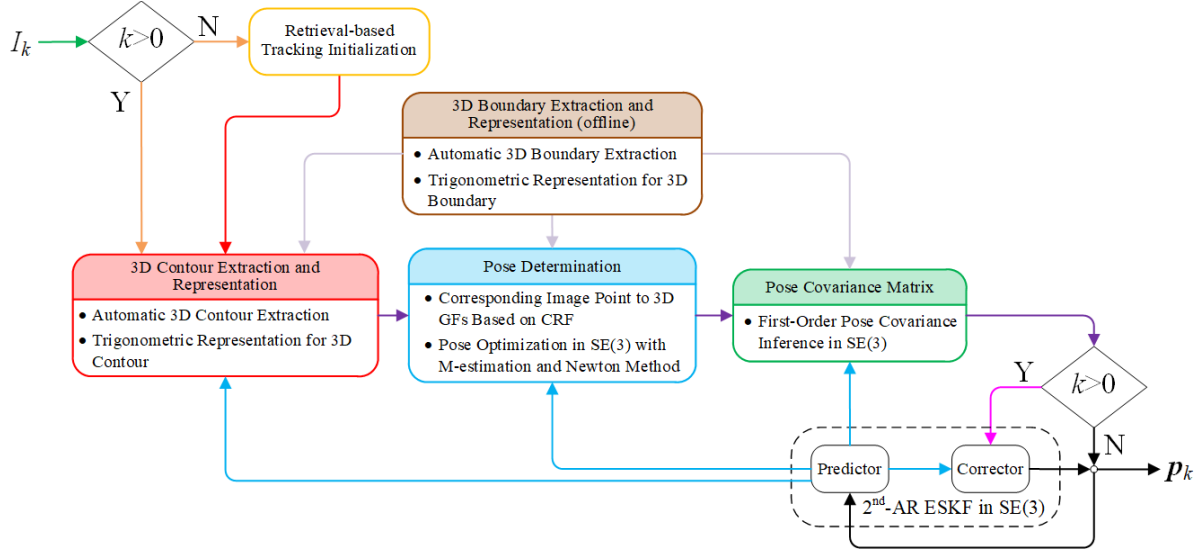 I_k
k>0
N
Y
Retrieval-based
Tracking Initialization
3D Boundary Extraction and
Representation (offline)
● Automatic 3D Boundary Extraction
● Trigonometric Representation for 3D
Boundary
3D Contour Extraction and
Representation
● Automatic 3D Contour Extraction
● Trigonometric Representation for 3D
Contour
Pose Determination
● Corresponding Image Point to 3D
GFs Based on CRF
● Pose Optimization in SE(3) with
M-estimation and Newton Method
Pose Covariance Matrix
● First-Order Pose Covariance
Inference in SE(3)
Y
k>0
N
Predictor
Corrector
2nd-AR ESKF in SE(3)
p_k